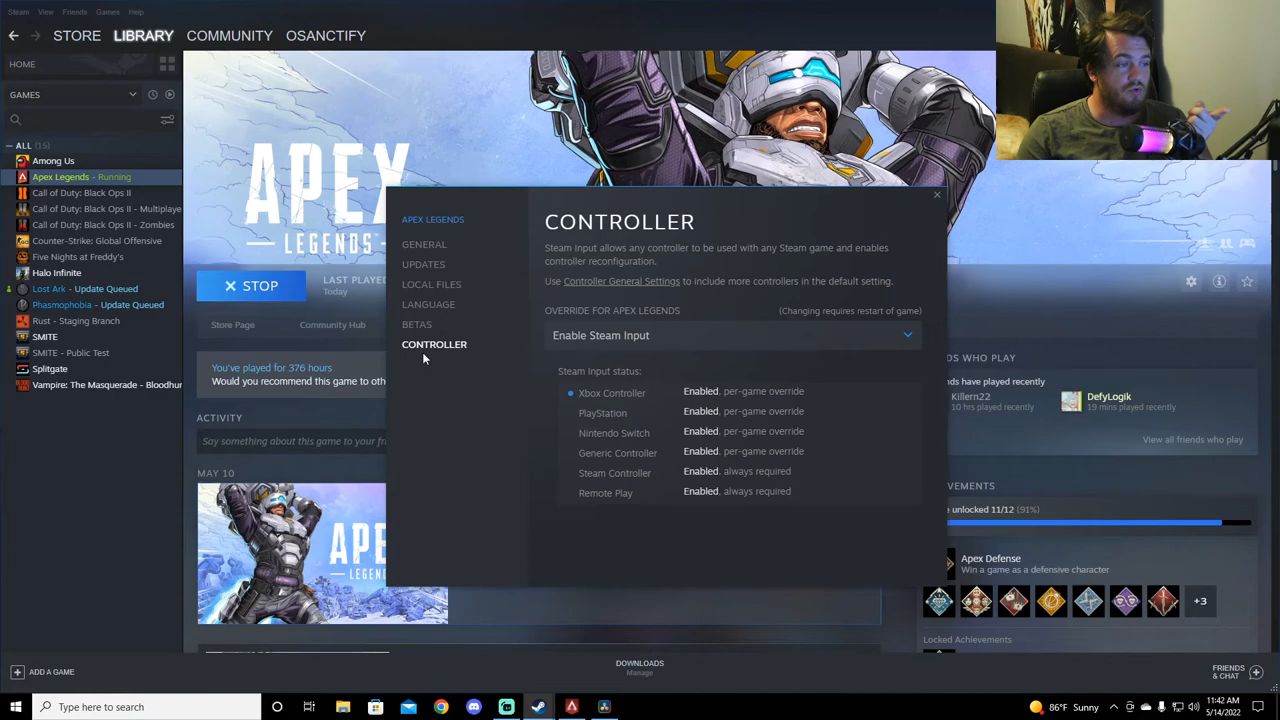 Steam View Friends Games Help
STORE LIBRARY COMMUNITY OSANCTIFY
HOME
GAMES
ALL (15)
Among Us
Apex Legends - Running
Call of Duty: Black Ops II
Call of Duty: Black Ops II - Multiplaye
Call of Duty: Black Ops II - Zombies
Counter-Strike: Global Offensive
Five Nights at Freddy's
Halo Infinite
Lost Ark - Update Queued
Phasmophobia - Update Queued
Rust - Staging Branch
SMITE
SMITE - Public Test
Splitgate
Vampire: The Masquerade - Bloodhun
ADD A GAME
APEX
LEGENDS
STOP
LAST PLAYED
Today
Store Page Community Hub
You've played for 376 hours
Would you recommend this game to othe
ACTIVITY
Say something about this game to your frie
MAY 10
APEX LEGENDS
GENERAL
UPDATES
LOCAL FILES
LANGUAGE
BETAS
CONTROLLER
CONTROLLER
Steam Input allows any controller to be used with any Steam game and enables
controller reconfiguration.
Use Controller General Settings to include more controllers in the default setting.
OVERRIDE FOR APEX LEGENDS (Changing requires restart of game)
Enable Steam Input
Steam Input status:
Xbox Controller Enabled, per-game override
PlayStation Enabled, per-game override
Nintendo Switch Enabled, per-game override
Generic Controller Enabled, per-game override
Steam Controller Enabled, always required
Remote Play Enabled, always required
WHO PLAY
ends have played recently
Killern22
10 hrs played recently
DefyLogik
19 mins played recently
View all friends who play
EVEMENTS
e unlocked 11/12 (91%)
Apex Defense
Win a game as a defensive character
+3
Locked Achievements
DOWNLOADS
Manage
FRIENDS
& CHAT
Type here to search
86°F Sunny
11:42 AM
5/14/2022